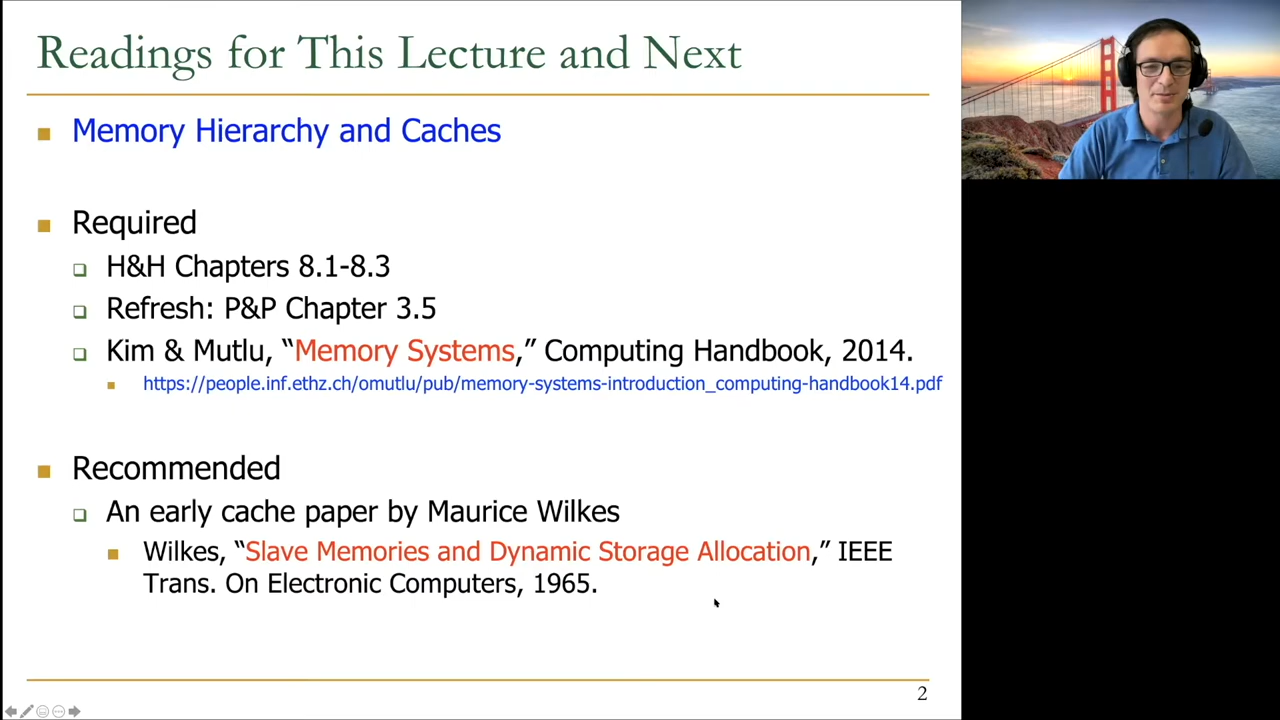 Readings for This Lecture and Next
Memory Hierarchy and Caches
Required
H&H Chapters 8.1-8.3
Refresh: P&P Chapter 3.5
Kim & Mutlu, “Memory Systems,” Computing Handbook, 2014.
https://people.inf.ethz.ch/omutlu/pub/memory-systems-introduction_computing-handbook14.pdf
Recommended
An early cache paper by Maurice Wilkes
Wilkes, “Slave Memories and Dynamic Storage Allocation,” IEEE
Trans. On Electronic Computers, 1965.
2